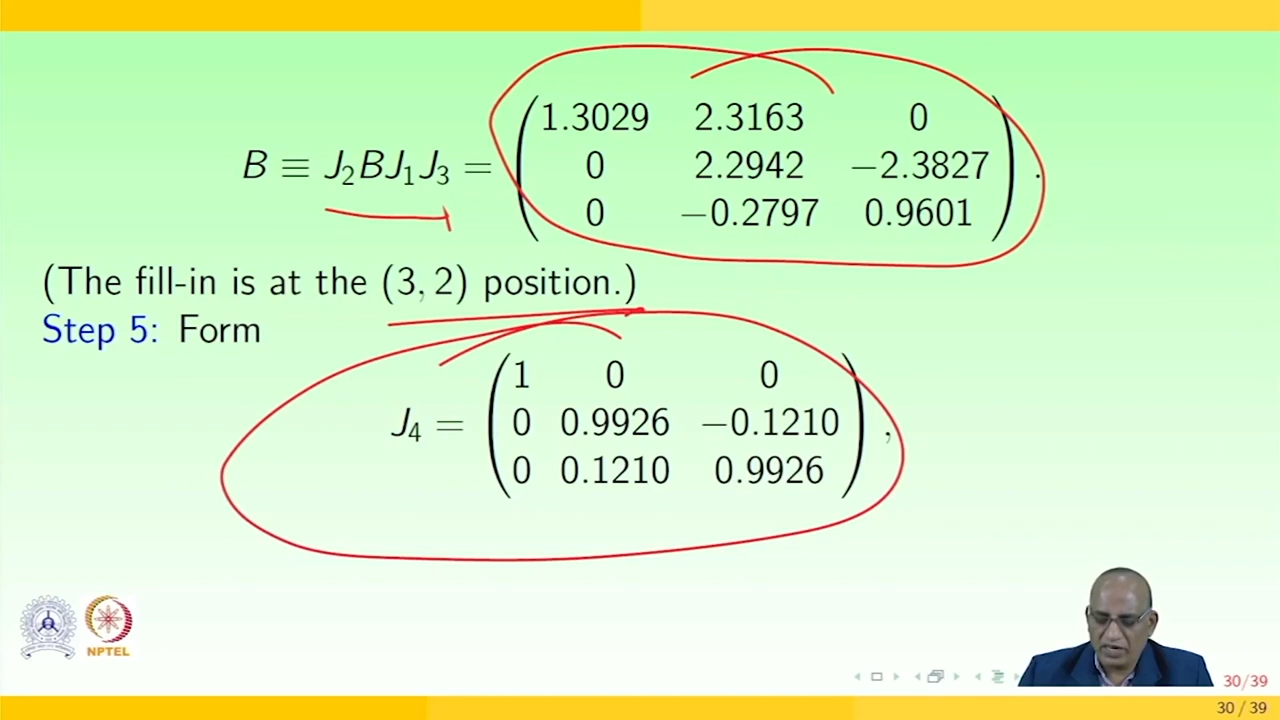 B ≡ J₂BJ₁J₃ = ( 1.3029 2.3163 0
0 2.2942 −2.3827
0 −0.2797 0.9601 ) .
(The fill-in is at the (3, 2) position.)
Step 5: Form
J₄ = ( 1 0 0
0 0.9926 −0.1210
0 0.1210 0.9926 ) ,
NPTEL
30/39
30 / 39